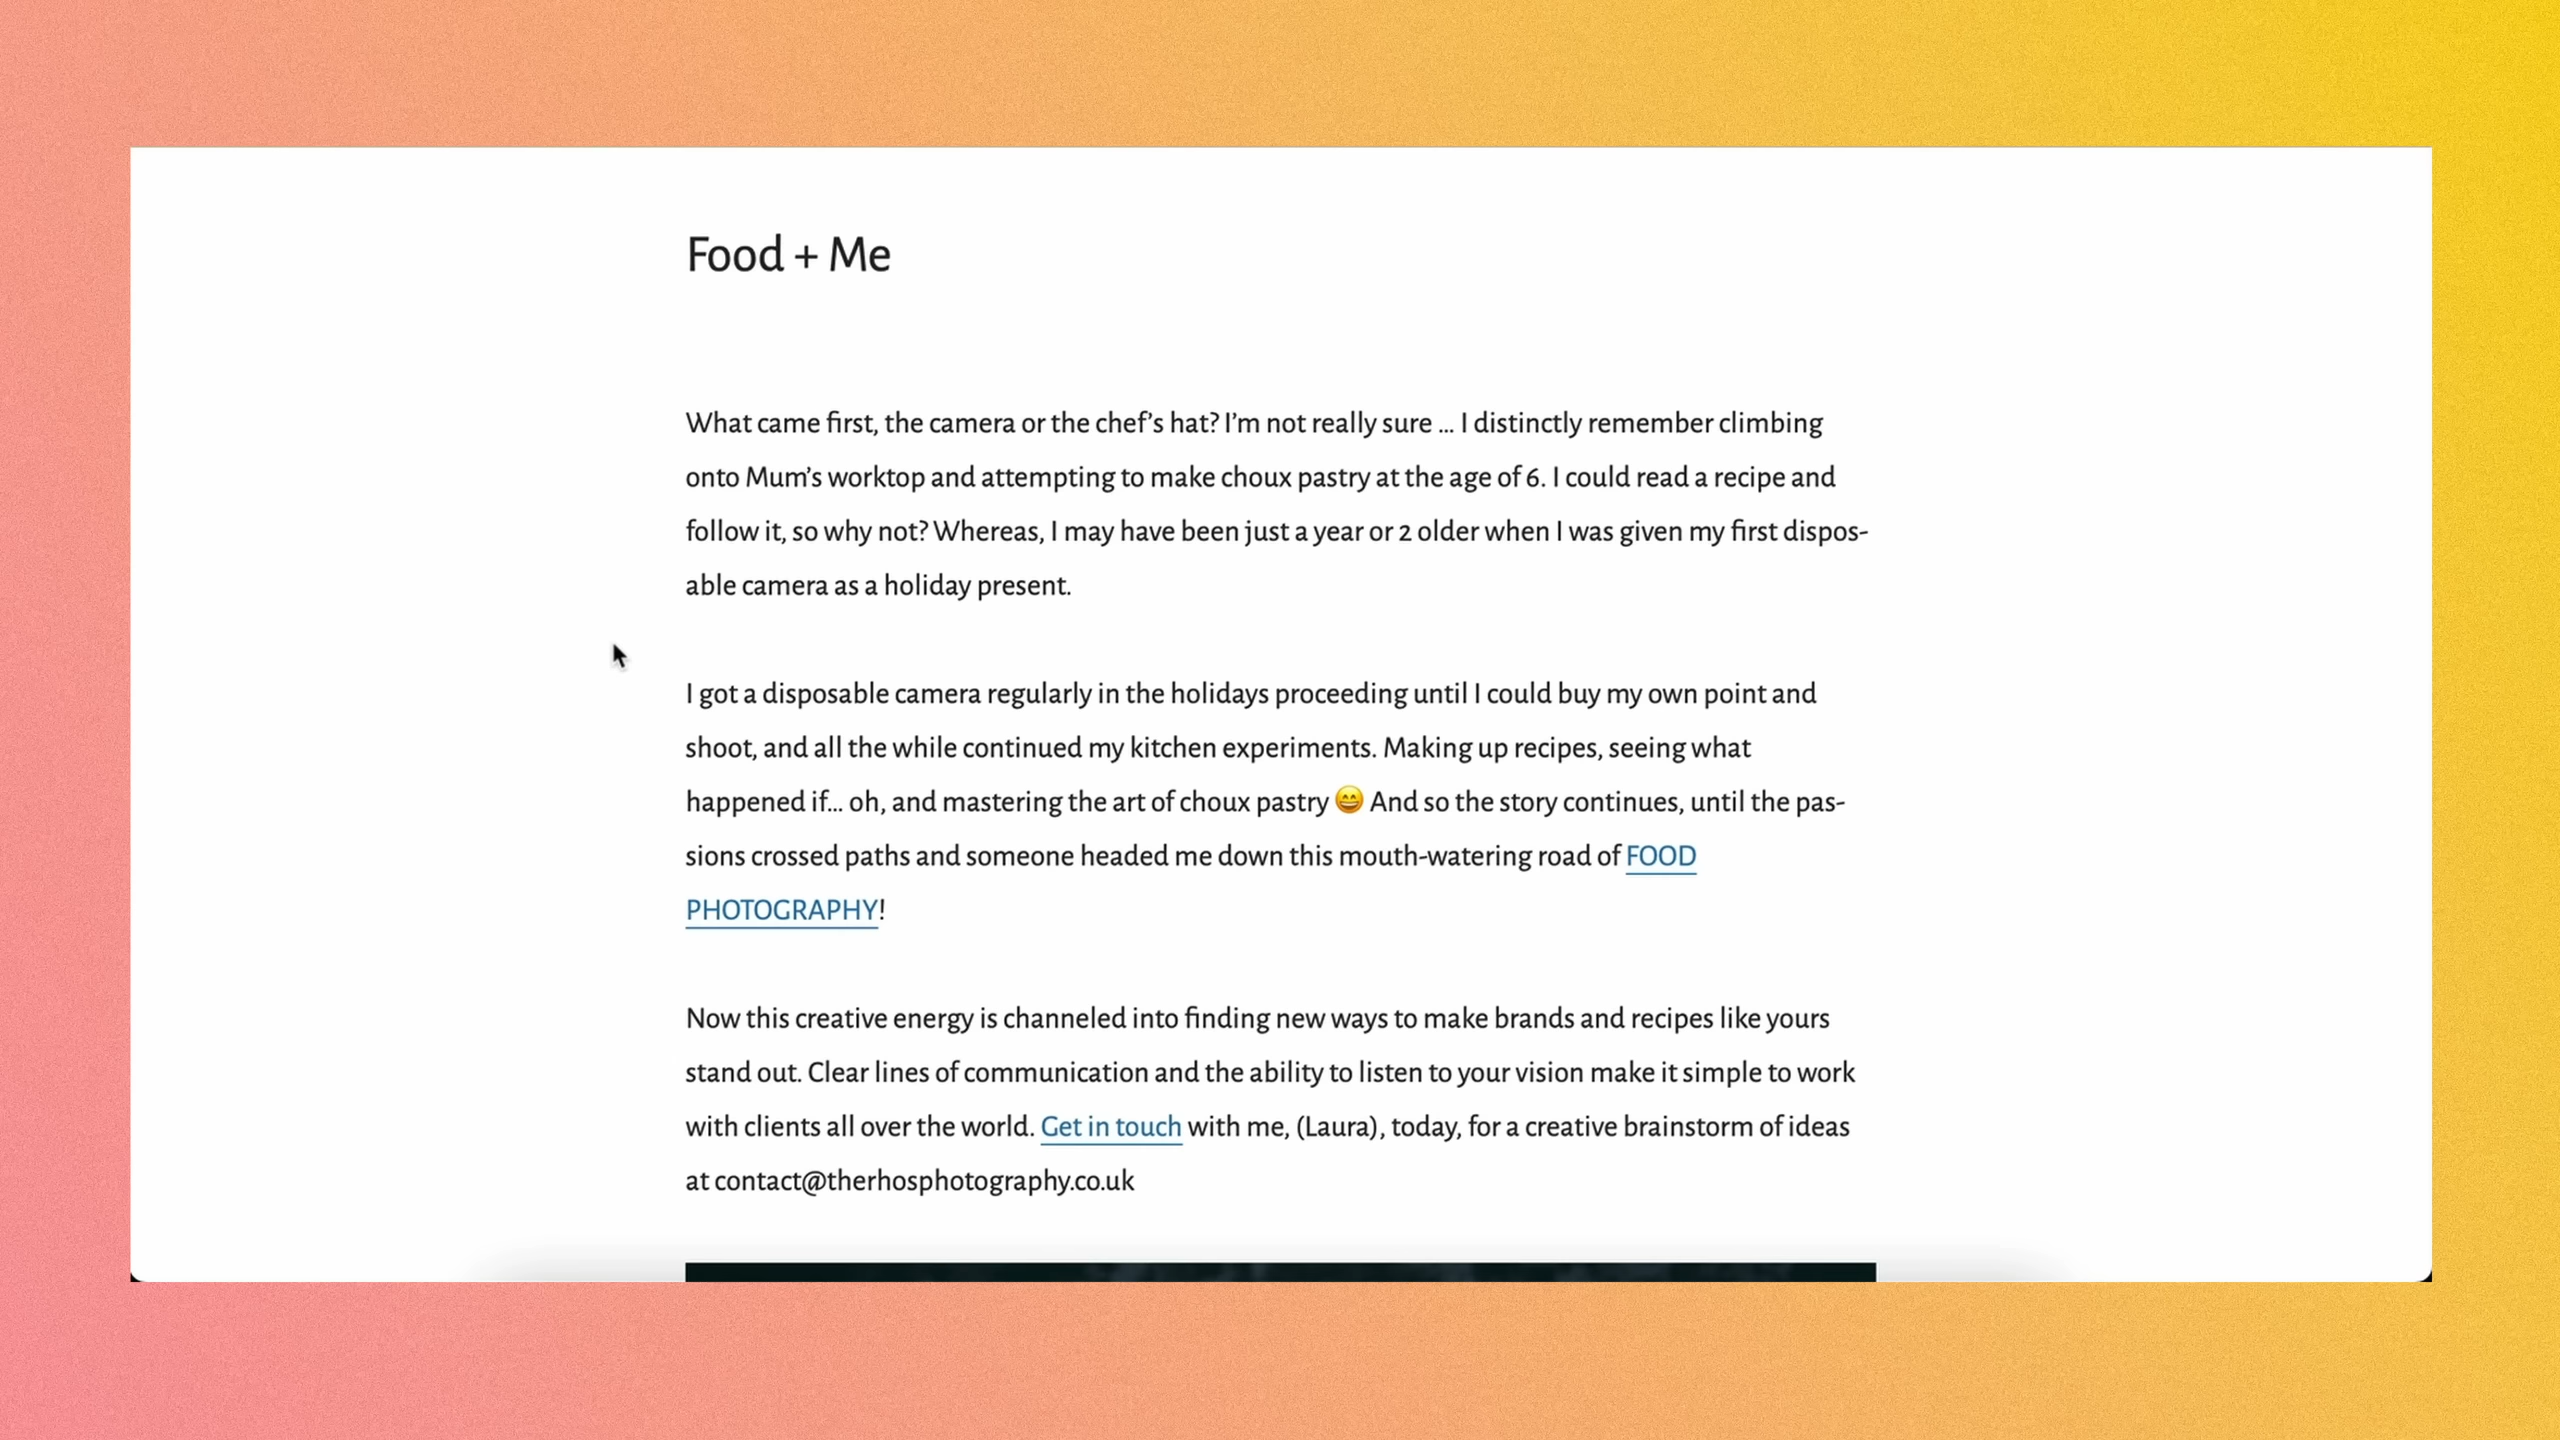 Food + Me
What came first, the camera or the chef’s hat? I’m not really sure … I distinctly remember climbing
onto Mum’s worktop and attempting to make choux pastry at the age of 6. I could read a recipe and
follow it, so why not? Whereas, I may have been just a year or 2 older when I was given my first dispos-
able camera as a holiday present.
I got a disposable camera regularly in the holidays proceeding until I could buy my own point and
shoot, and all the while continued my kitchen experiments. Making up recipes, seeing what
happened if… oh, and mastering the art of choux pastry 😄 And so the story continues, until the pas-
sions crossed paths and someone headed me down this mouth-watering road of FOOD
PHOTOGRAPHY!
Now this creative energy is channeled into finding new ways to make brands and recipes like yours
stand out. Clear lines of communication and the ability to listen to your vision make it simple to work
with clients all over the world. Get in touch with me, (Laura), today, for a creative brainstorm of ideas
at contact@therhosphotography.co.uk